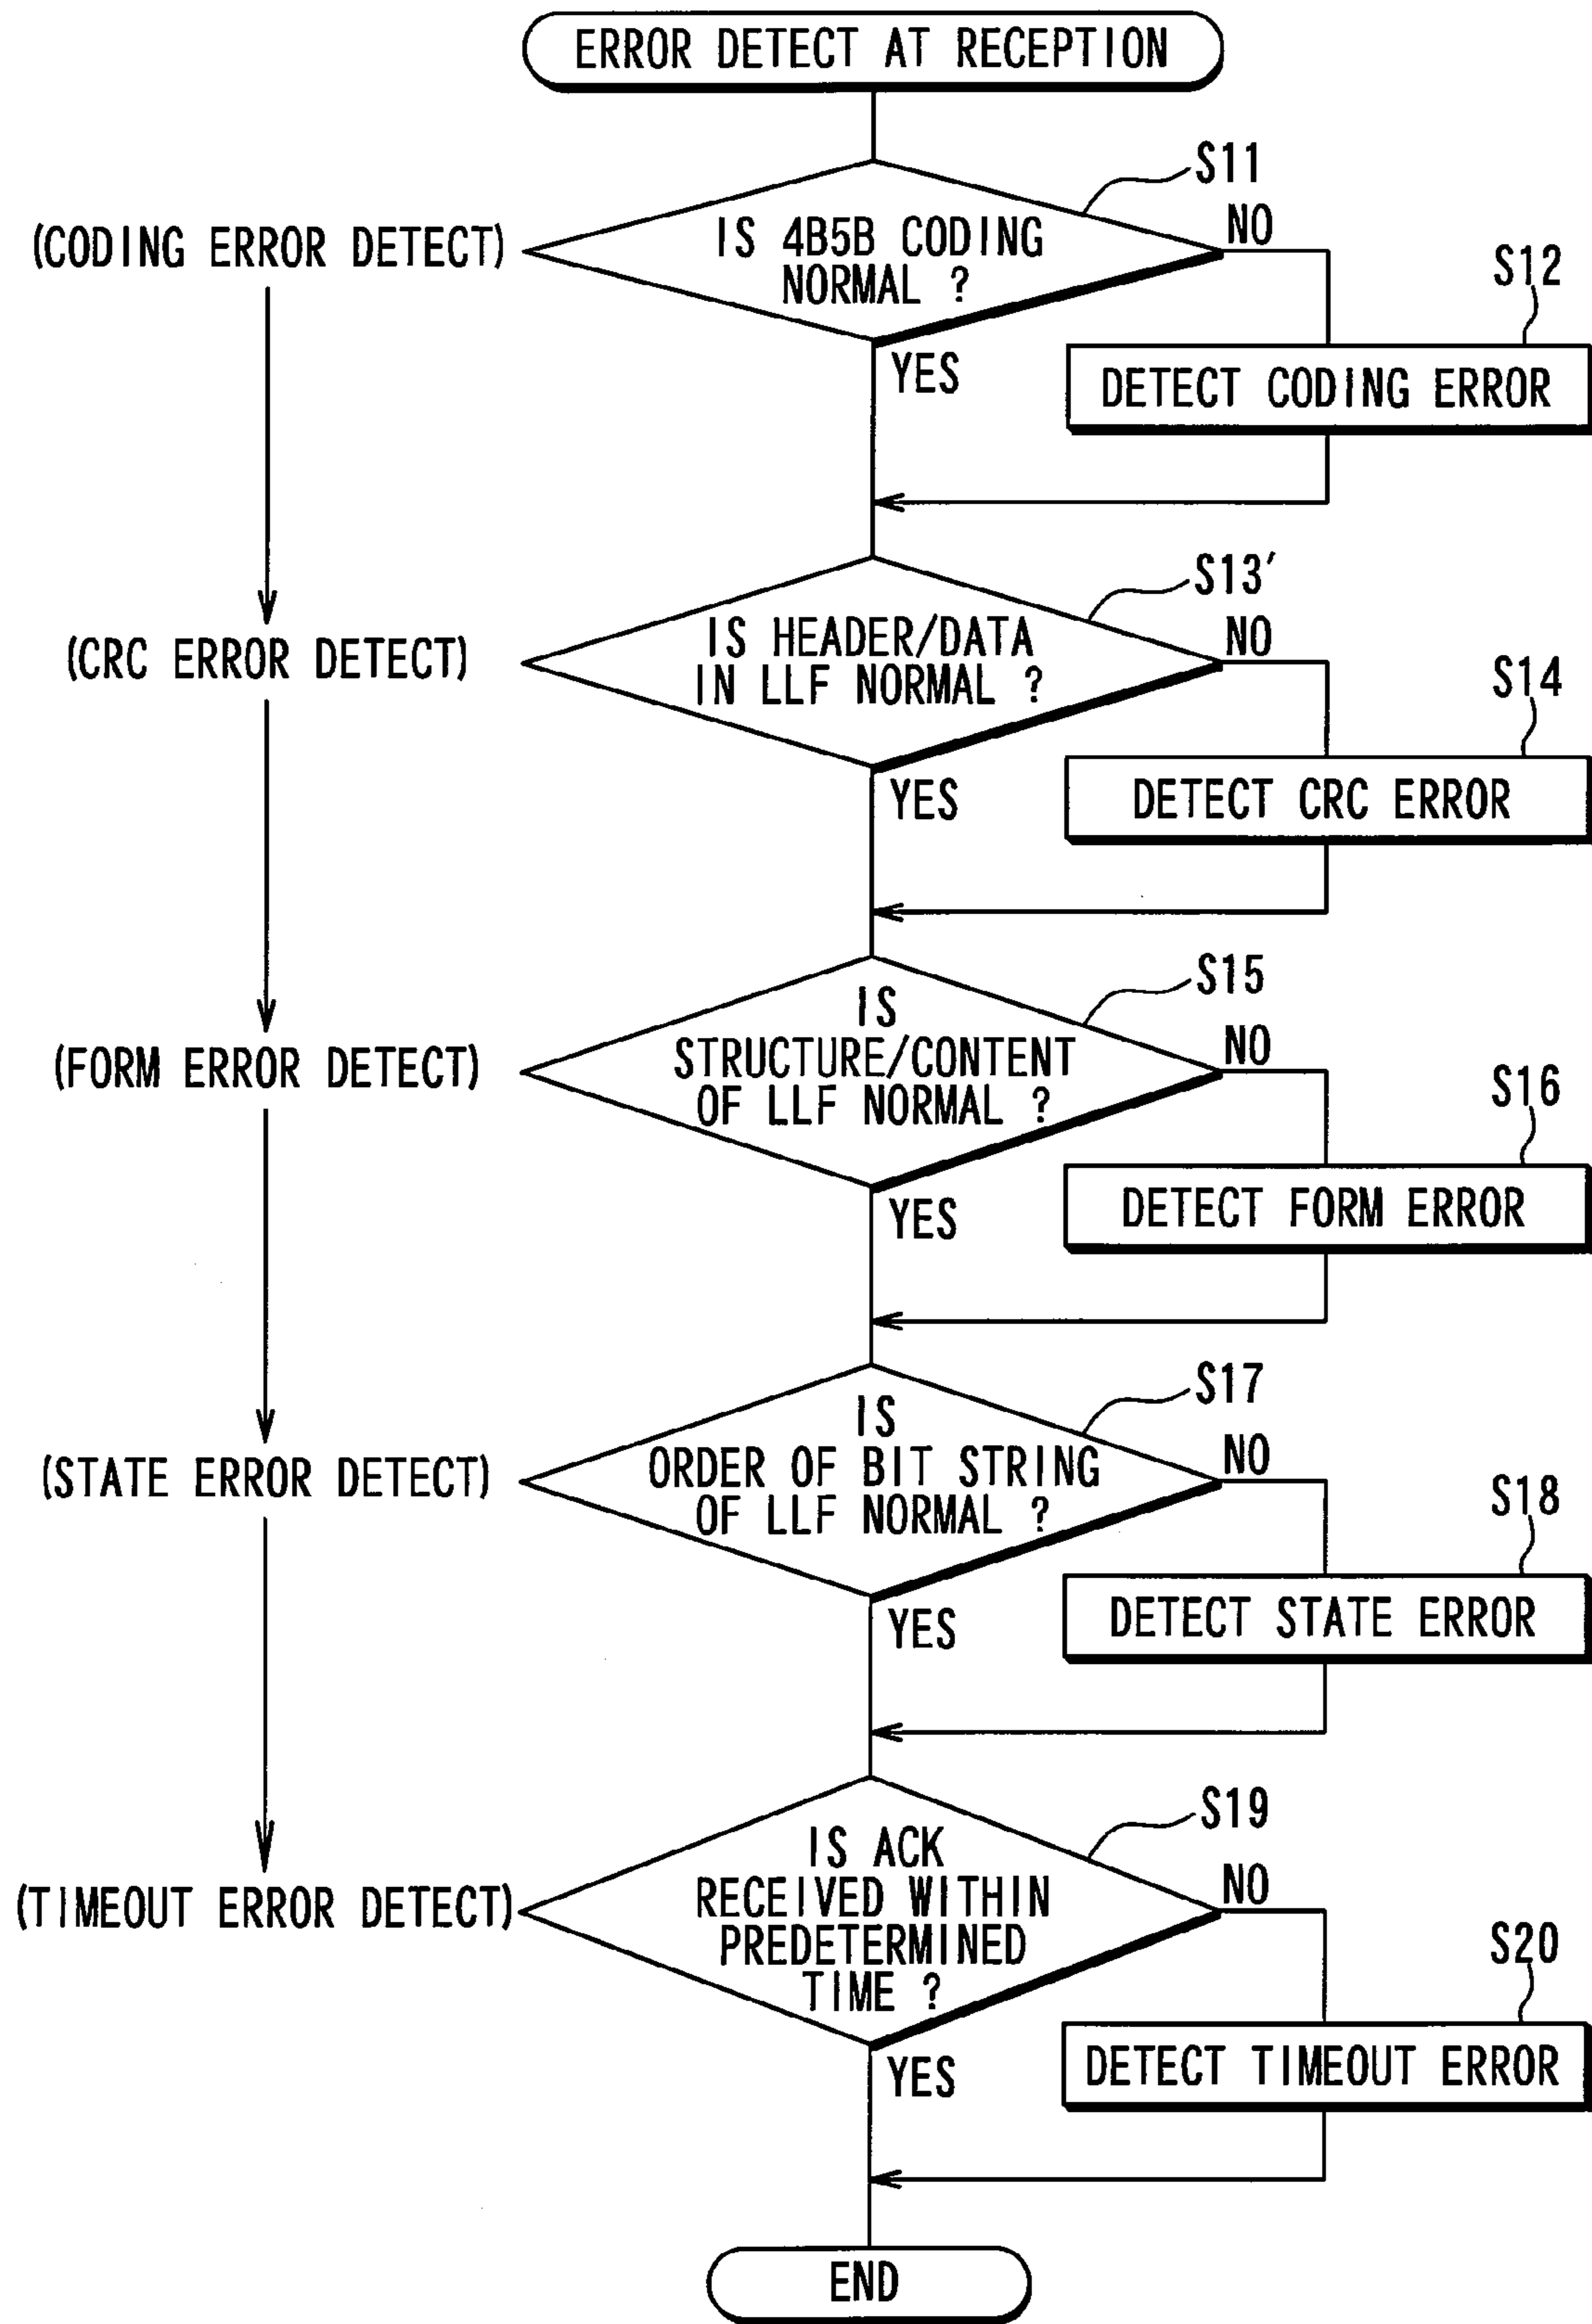 ERROR DETECT AT RECEPTION
S11
(CODING ERROR DETECT)
IS 4B5B CODING
NORMAL ?
NO
S12
YES
DETECT CODING ERROR
S13′
(CRC ERROR DETECT)
IS HEADER/DATA
IN LLF NORMAL ?
NO
S14
YES
DETECT CRC ERROR
S15
(FORM ERROR DETECT)
IS
STRUCTURE/CONTENT
OF LLF NORMAL ?
NO
S16
YES
DETECT FORM ERROR
S17
(STATE ERROR DETECT)
IS
ORDER OF BIT STRING
OF LLF NORMAL ?
NO
S18
YES
DETECT STATE ERROR
S19
(TIMEOUT ERROR DETECT)
IS ACK
RECEIVED WITHIN
PREDETERMINED
TIME ?
NO
S20
YES
DETECT TIMEOUT ERROR
END